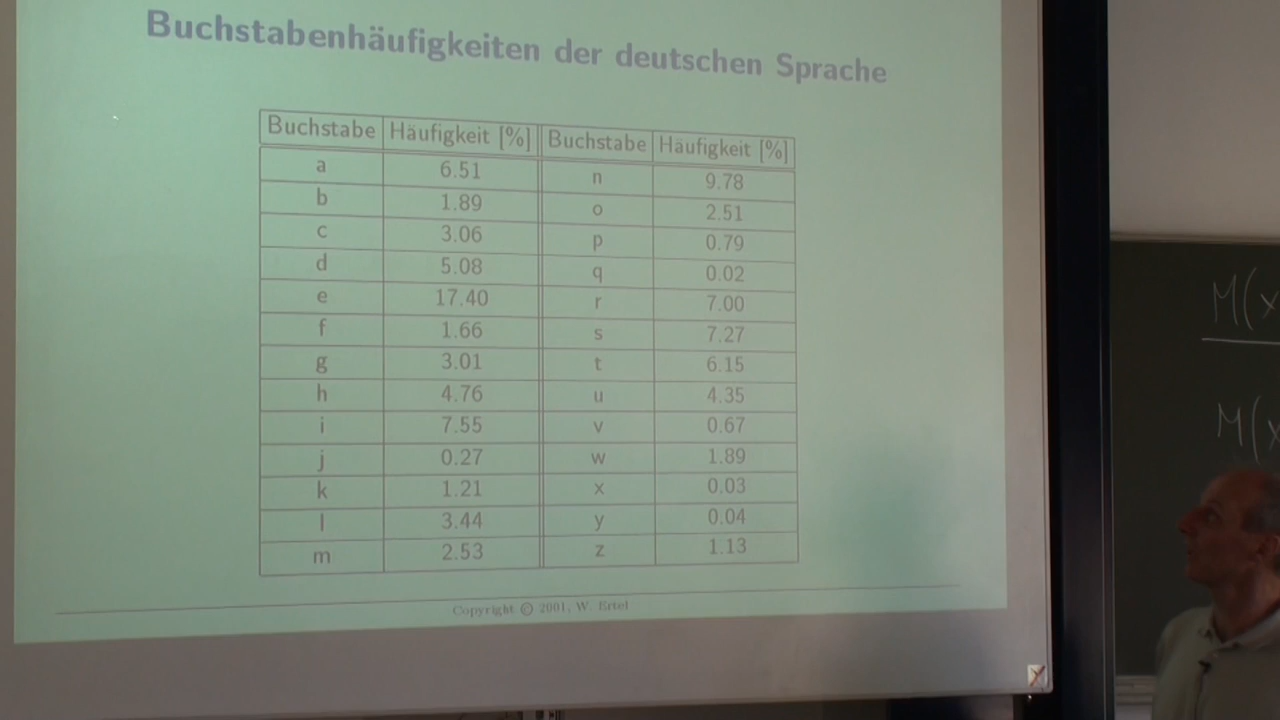 Buchstabenhäufigkeiten der deutschen Sprache
Buchstabe Häufigkeit [%] Buchstabe Häufigkeit [%]
a 6.51 n 9.78
b 1.89 o 2.51
c 3.06 p 0.79
d 5.08 q 0.02
e 17.40 r 7.00
f 1.66 s 7.27
g 3.01 t 6.15
h 4.76 u 4.35
i 7.55 v 0.67
j 0.27 w 1.89
k 1.21 x 0.03
l 3.44 y 0.04
m 2.53 z 1.13
Copyright © 2001, W. Ertel
M(x
M(x